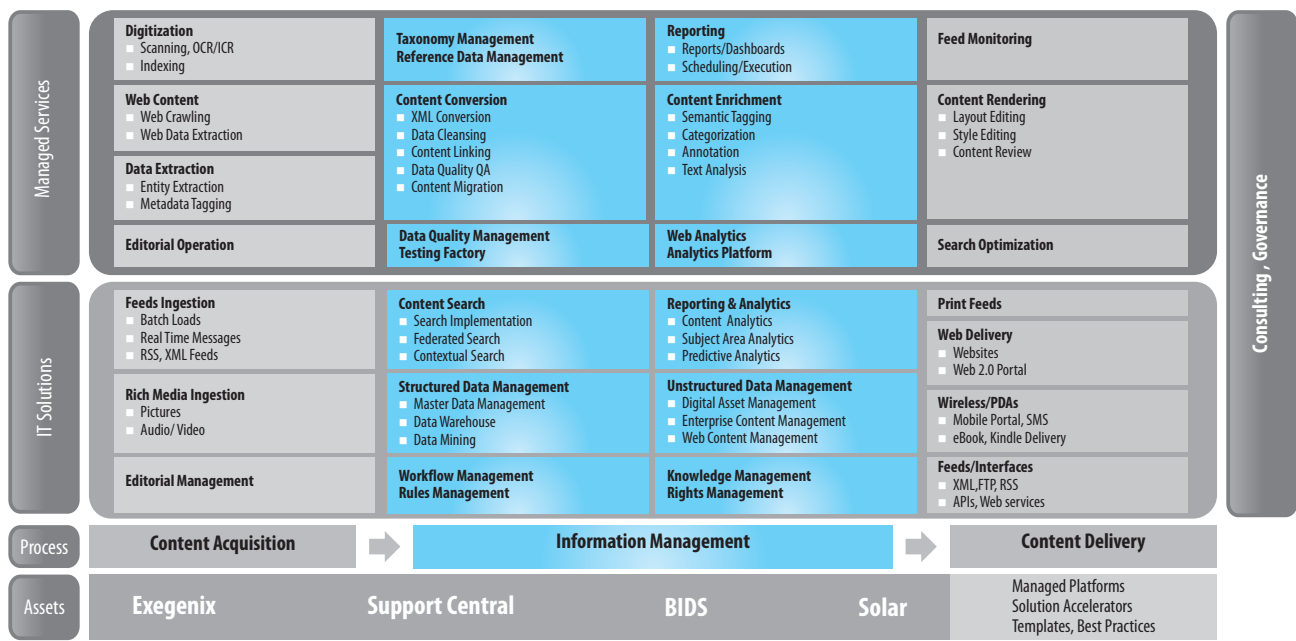 Managed Services
Digitization
Scanning, OCR/ICR
Indexing
Web Content
Web Crawling
Web Data Extraction
Data Extraction
Entity Extraction
Metadata Tagging
Editorial Operation
Taxonomy Management
Reference Data Management
Content Conversion
XML Conversion
Data Cleansing
Content Linking
Data Quality QA
Content Migration
Data Quality Management
Testing Factory
Reporting
Reports/Dashboards
Scheduling/Execution
Content Enrichment
Semantic Tagging
Categorization
Annotation
Text Analysis
Web Analytics
Analytics Platform
Feed Monitoring
Content Rendering
Layout Editing
Style Editing
Content Review
Search Optimization
IT Solutions
Feeds Ingestion
Batch Loads
Real Time Messages
RSS, XML Feeds
Rich Media Ingestion
Pictures
Audio/ Video
Editorial Management
Content Search
Search Implementation
Federated Search
Contextual Search
Structured Data Management
Master Data Management
Data Warehouse
Data Mining
Workflow Management
Rules Management
Reporting & Analytics
Content Analytics
Subject Area Analytics
Predictive Analytics
Unstructured Data Management
Digital Asset Management
Enterprise Content Management
Web Content Management
Knowledge Management
Rights Management
Print Feeds
Web Delivery
Websites
Web 2.0 Portal
Wireless/PDAs
Mobile Portal, SMS
eBook, Kindle Delivery
Feeds/Interfaces
XML,FTP, RSS
APIs, Web services
Consulting , Governance
Process
Content Acquisition
Information Management
Content Delivery
Assets
Exegenix
Support Central
BIDS
Solar
Managed Platforms
Solution Accelerators
Templates, Best Practices